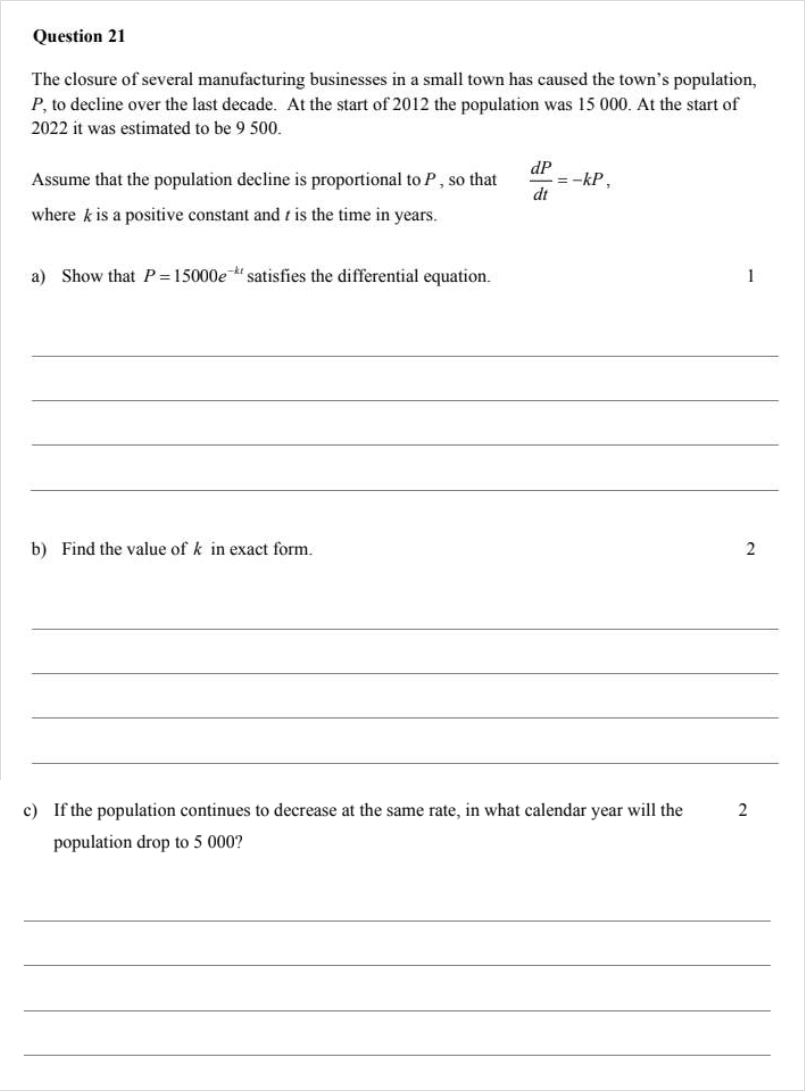 Question 21
The closure of several manufacturing businesses in a small town has caused the town's population,
P, to decline over the last decade. At the start of 2012 the population was 15 000. At the start of
2022 it was estimated to be 9 500.
Assume that the population decline is proportional to P , so that dP/dt = −kP ,
where k is a positive constant and t is the time in years.
a) Show that P = 15000e^{−kt} satisfies the differential equation. 1
b) Find the value of k in exact form. 2
c) If the population continues to decrease at the same rate, in what calendar year will the 2
population drop to 5 000?